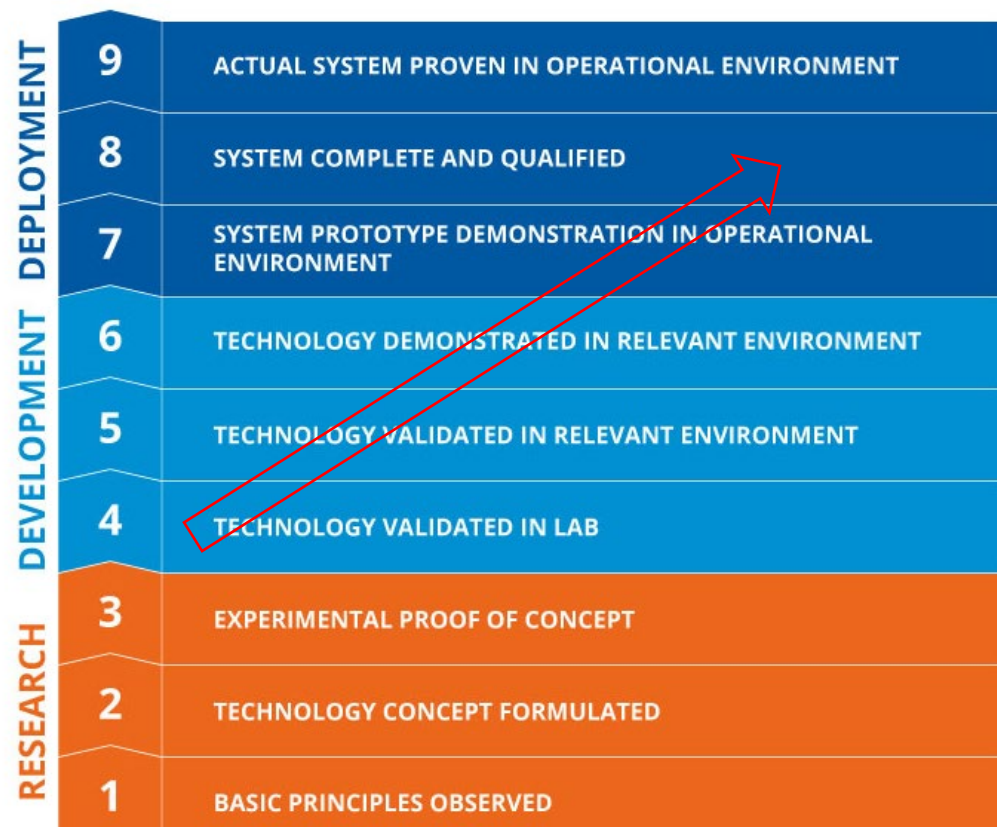 DEPLOYMENT
9
ACTUAL SYSTEM PROVEN IN OPERATIONAL ENVIRONMENT
8
SYSTEM COMPLETE AND QUALIFIED
7
SYSTEM PROTOTYPE DEMONSTRATION IN OPERATIONAL
ENVIRONMENT
DEVELOPMENT
6
TECHNOLOGY DEMONSTRATED IN RELEVANT ENVIRONMENT
5
TECHNOLOGY VALIDATED IN RELEVANT ENVIRONMENT
4
TECHNOLOGY VALIDATED IN LAB
RESEARCH
3
EXPERIMENTAL PROOF OF CONCEPT
2
TECHNOLOGY CONCEPT FORMULATED
1
BASIC PRINCIPLES OBSERVED